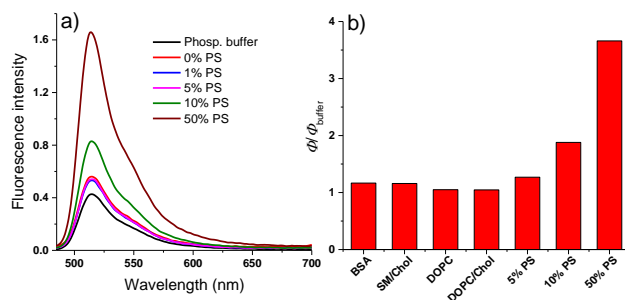 a)
Fluorescence intensity
1.6
1.2
0.8
0.4
0.0
Phosp. buffer
0% PS
1% PS
5% PS
10% PS
50% PS
500 550 600 650 700
Wavelength (nm)
b)
Φ/Φbuffer
4
3
2
1
0
BSA
SM/Chol
DOPC
DOPC/Chol
5% PS
10% PS
50% PS